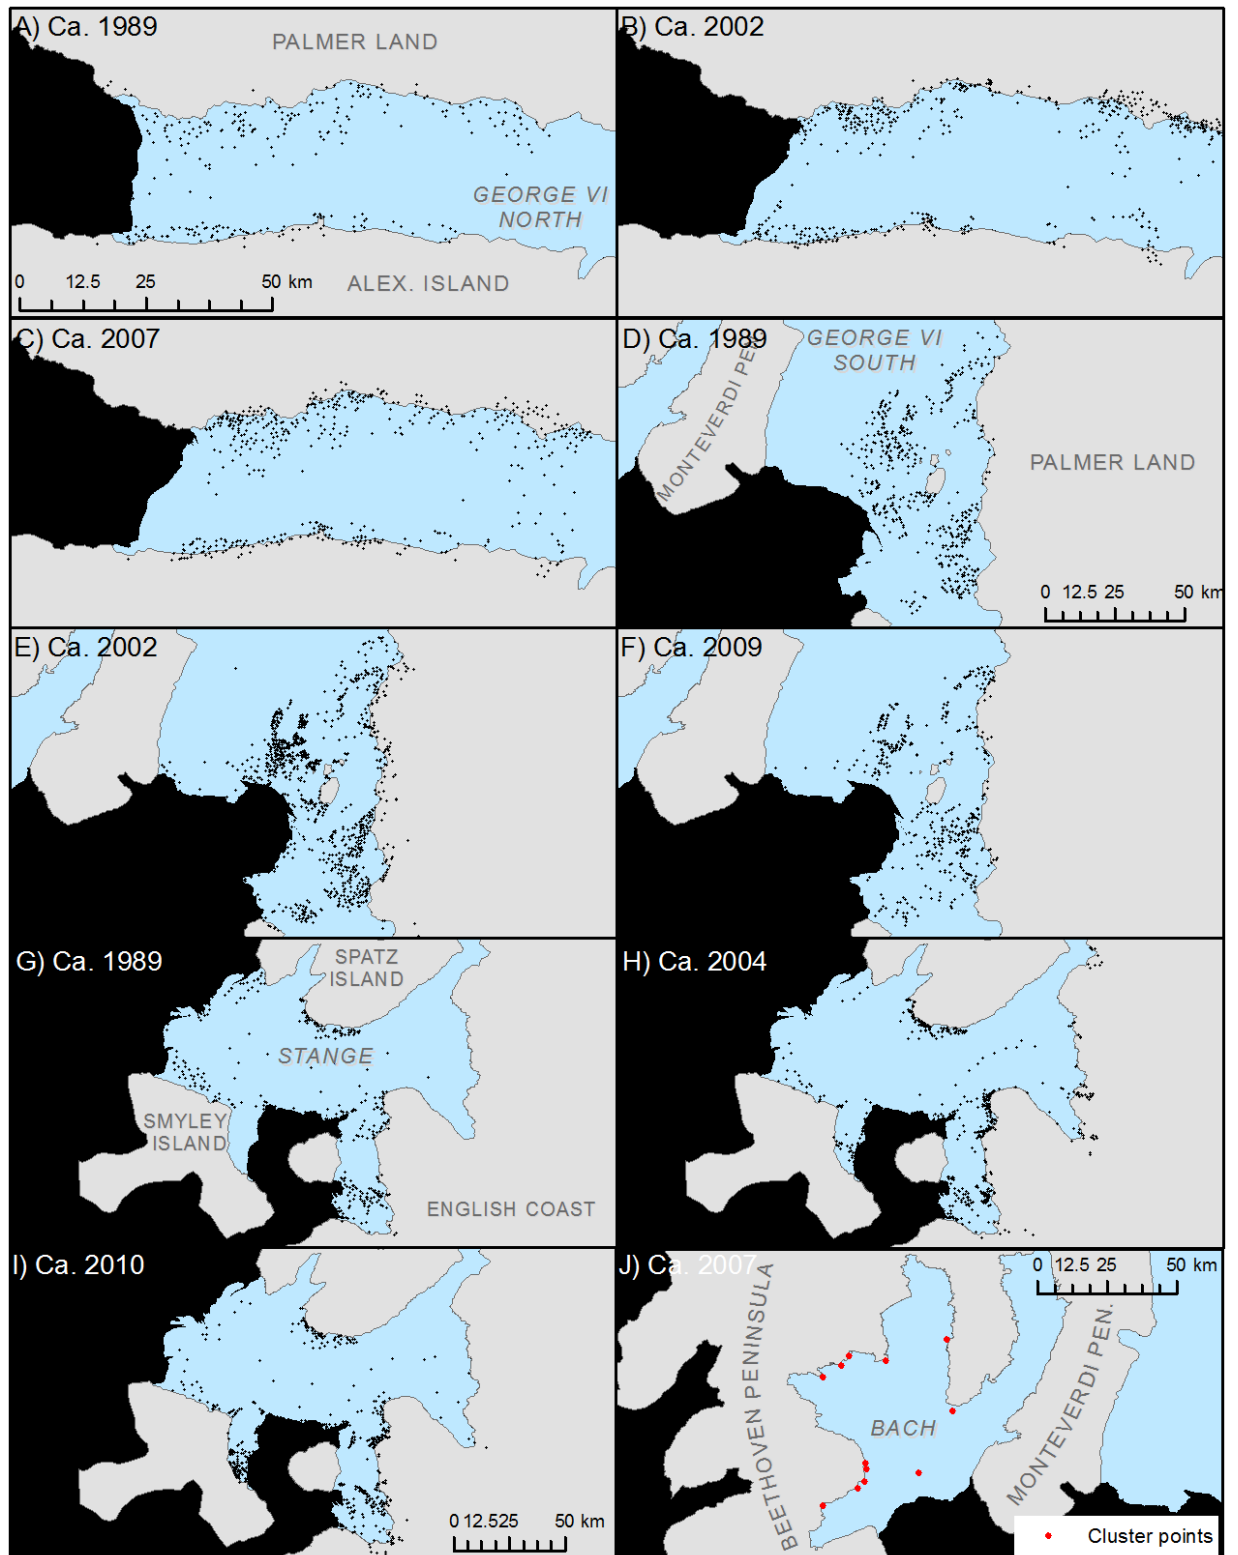 A) Ca. 1989
PALMER LAND
GEORGE VI
NORTH
0 12.5 25 50 km
ALEX. ISLAND
B) Ca. 2002
C) Ca. 2007
D) Ca. 1989
GEORGE VI
SOUTH
MONTEVERDI PEN.
PALMER LAND
0 12.5 25 50 km
E) Ca. 2002
F) Ca. 2009
G) Ca. 1989
SPATZ
ISLAND
STANGE
SMYLEY
ISLAND
ENGLISH COAST
H) Ca. 2004
I) Ca. 2010
0 12.525 50 km
J) Ca. 2007
0 12.5 25 50 km
BEETHOVEN PENINSULA
BACH
MONTEVERDI PEN.
Cluster points